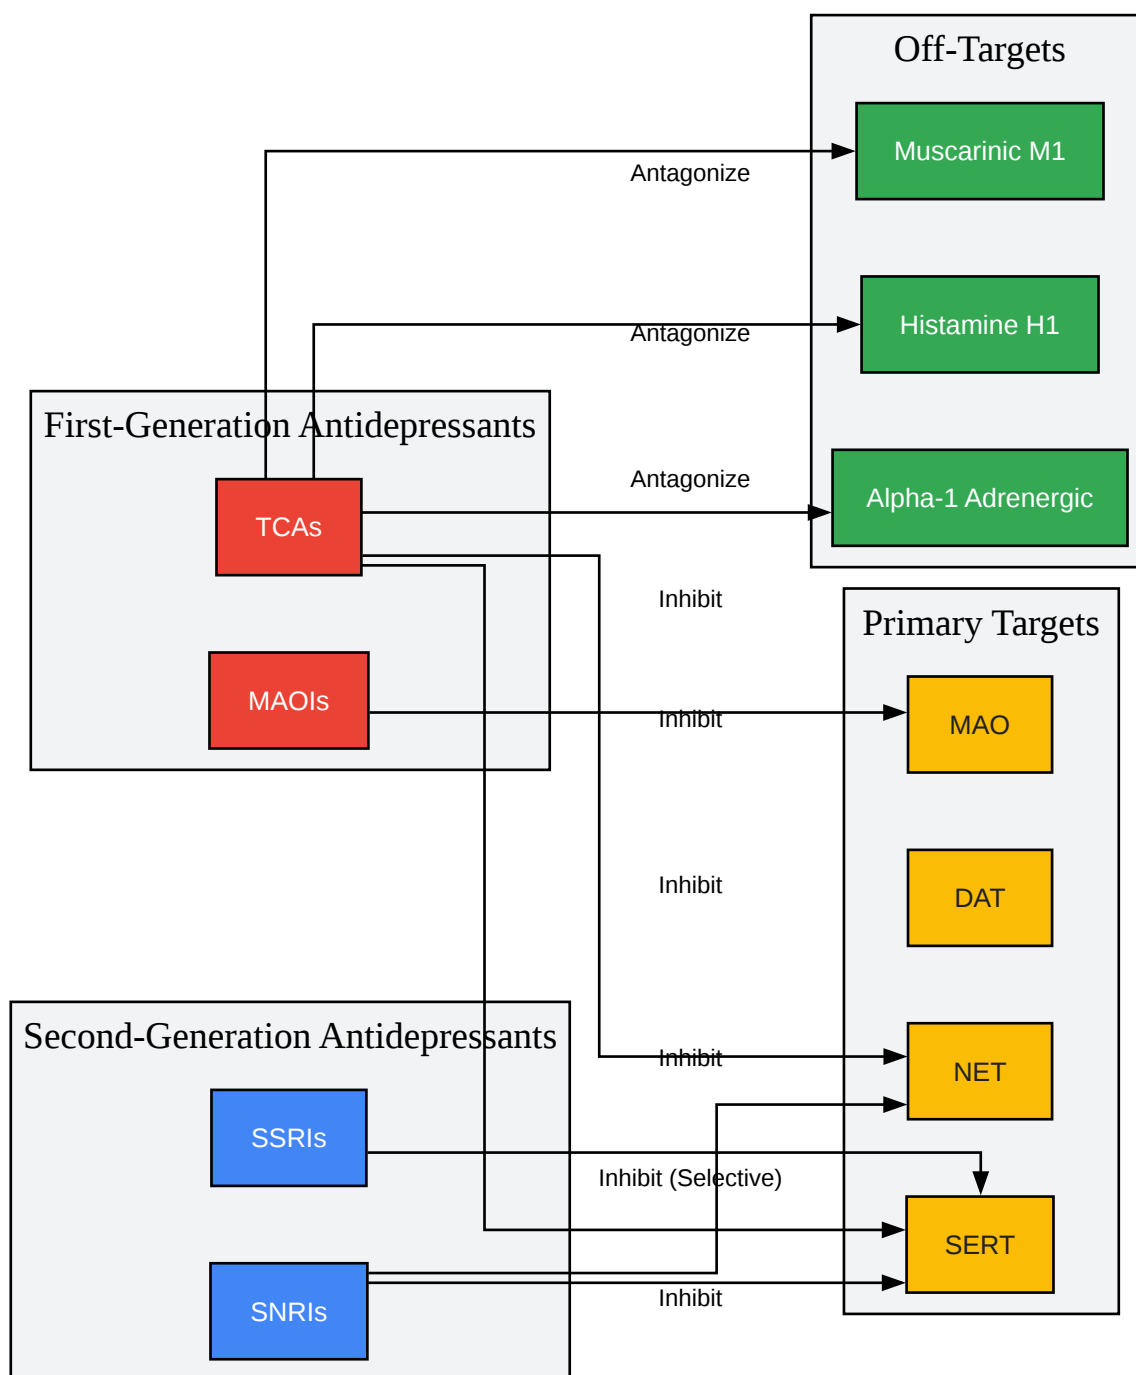 Off-Targets
Muscarinic M1
Antagonize
Histamine H1
Antagonize
First-Generation Antidepressants
Antagonize
Alpha-1 Adrenergic
TCAs
Inhibit
Primary Targets
MAOIs
Inhibit
MAO
Inhibit
DAT
Second-Generation Antidepressants
Inhibit
NET
SSRIs
Inhibit (Selective)
SERT
SNRIs
Inhibit